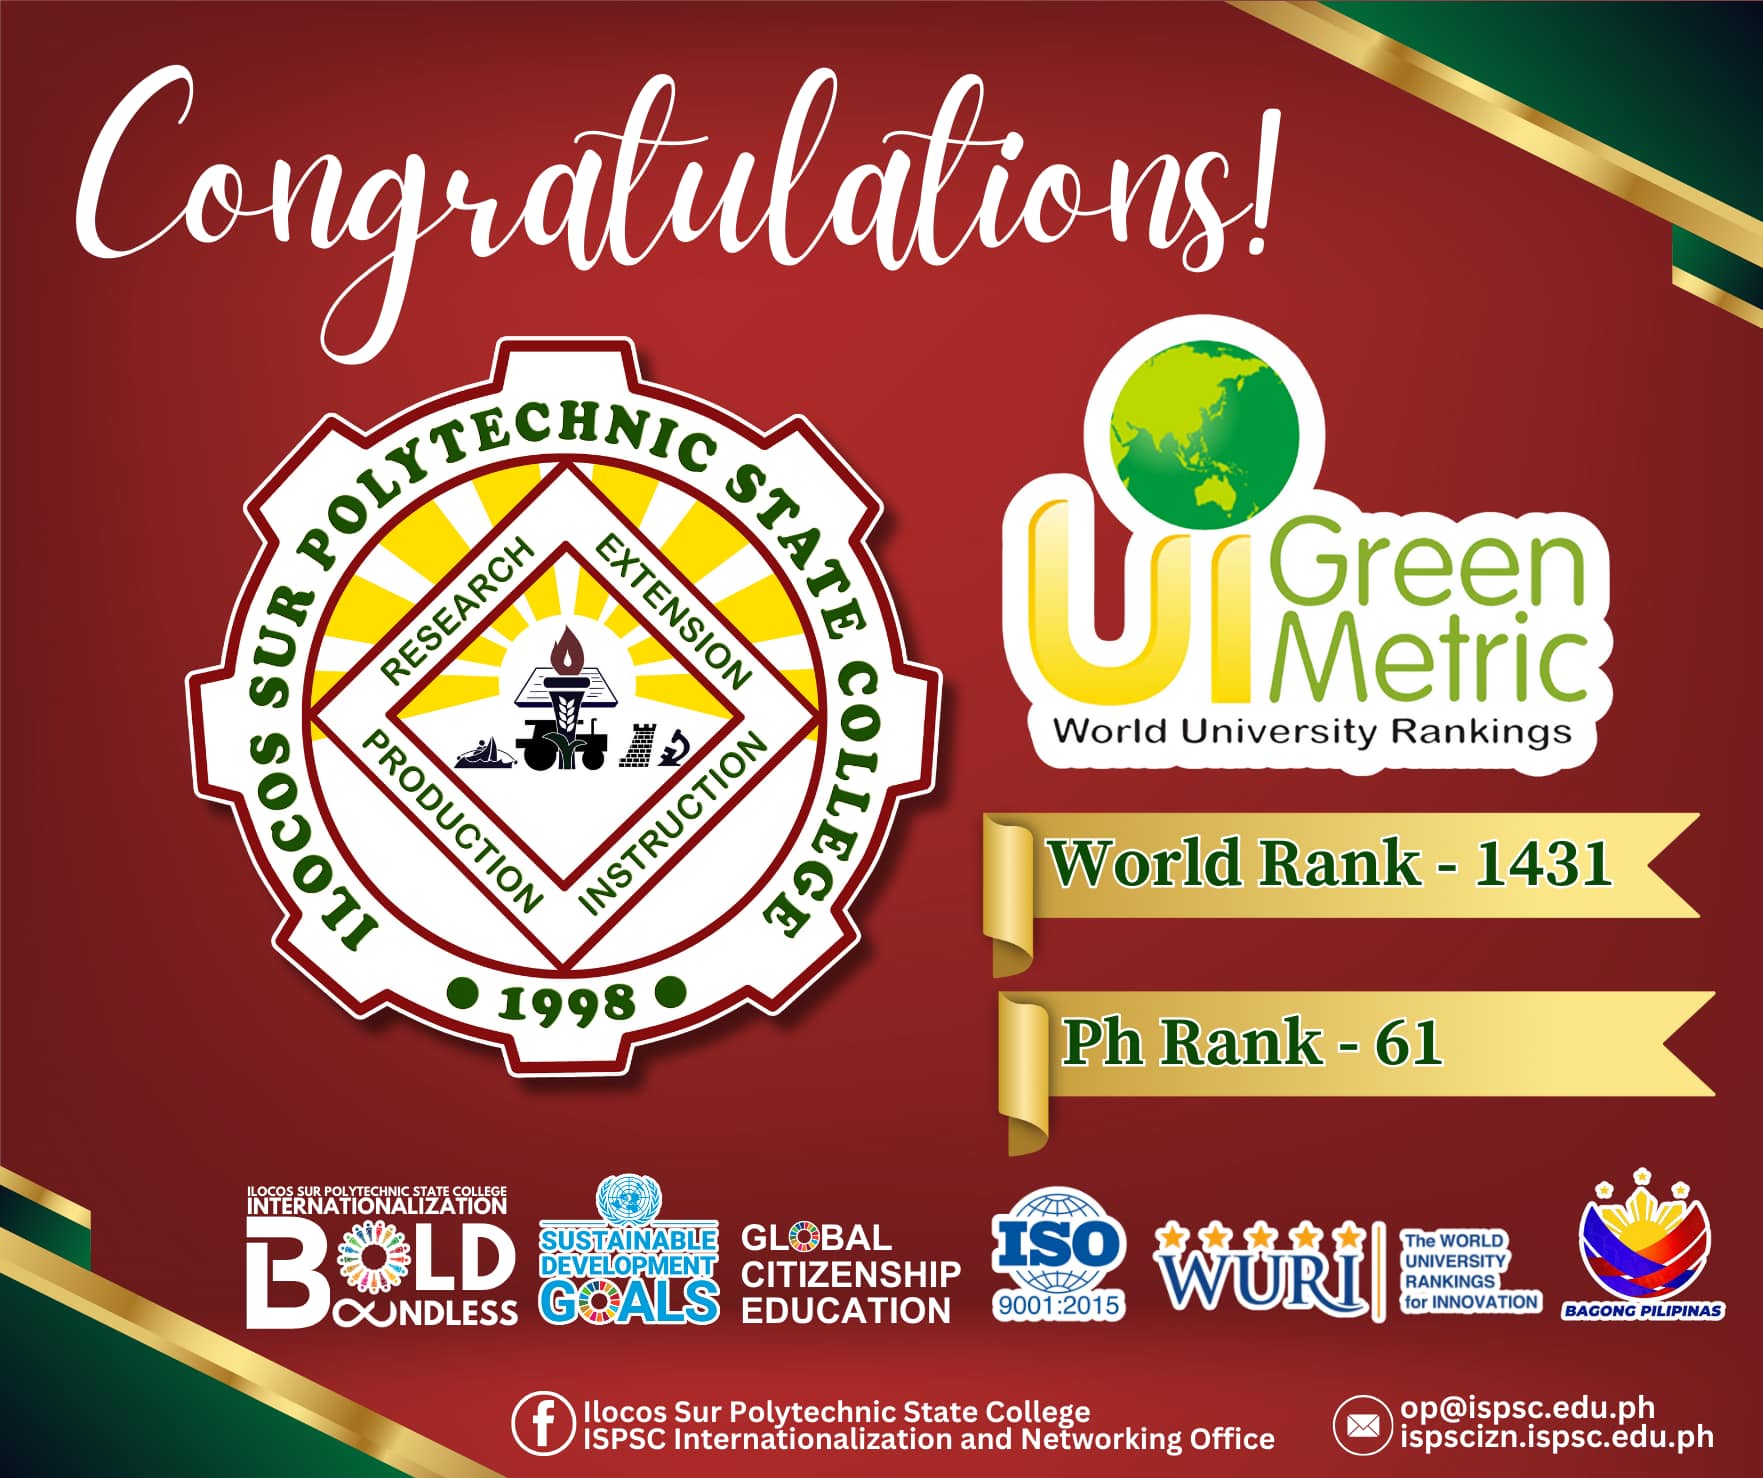 Congratulations!
ILOCOS SUR POLYTECHNIC STATE COLLEGE
RESEARCH
EXTENSION
PRODUCTION
INSTRUCTION
• 1998 •
UI
Green
Metric
World University Rankings
World Rank - 1431
Ph Rank - 61
ILOCOS SUR POLYTECHNIC STATE COLLEGE
INTERNATIONALIZATION
BOLD
BOUNDLESS
SUSTAINABLE
DEVELOPMENT
GOALS
GLOBAL
CITIZENSHIP
EDUCATION
ISO
9001:2015
WURI
The WORLD
UNIVERSITY
RANKINGS
for INNOVATION
BAGONG PILIPINAS
f
Ilocos Sur Polytechnic State College
ISPSC Internationalization and Networking Office
op@ispsc.edu.ph
ispscizn.ispsc.edu.ph